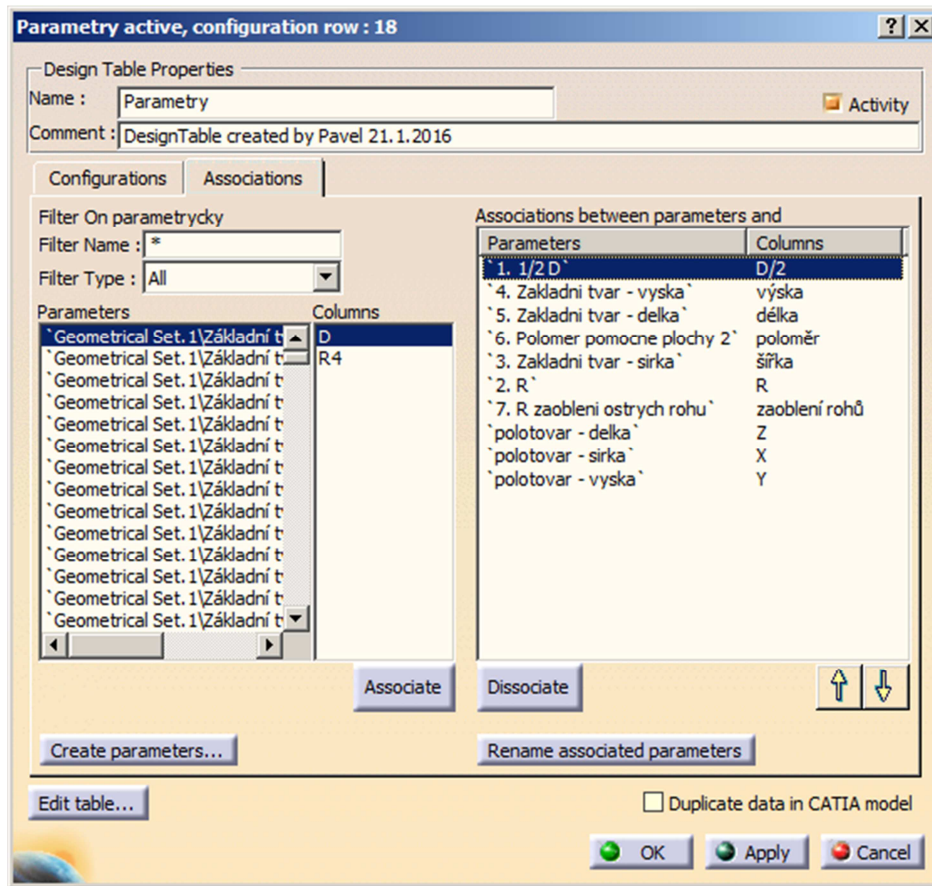 Parametry active, configuration row : 18
Design Table Properties
Name : Parametry
Activity
Comment : DesignTable created by Pavel 21.1.2016
Configurations Associations
Filter On parametrycky
Filter Name : *
Filter Type : All
Parameters Columns
`Geometrical Set.1\Základní t
`Geometrical Set.1\Základní t
`Geometrical Set.1\Základní t
`Geometrical Set.1\Základní t
`Geometrical Set.1\Základní t
`Geometrical Set.1\Základní t
`Geometrical Set.1\Základní t
`Geometrical Set.1\Základní t
`Geometrical Set.1\Základní t
`Geometrical Set.1\Základní t
`Geometrical Set.1\Základní t
`Geometrical Set.1\Základní t
`Geometrical Set.1\Základní t
`Geometrical Set.1\Základní t
D
R4
Associate
Create parameters...
Associations between parameters and
Parameters Columns
`1. 1/2 D` D/2
`4. Zakladni tvar - vyska` výska
`5. Zakladni tvar - delka` délka
`6. Polomer pomocne plochy 2` poloměr
`3. Zakladni tvar - sirka` šířka
`2. R` R
`7. R zaobleni ostrych rohu` zaoblení rohů
`polotovar - delka` Z
`polotovar - sirka` X
`polotovar - vyska` Y
Dissociate
Rename associated parameters
Edit table...
Duplicate data in CATIA model
OK Apply Cancel